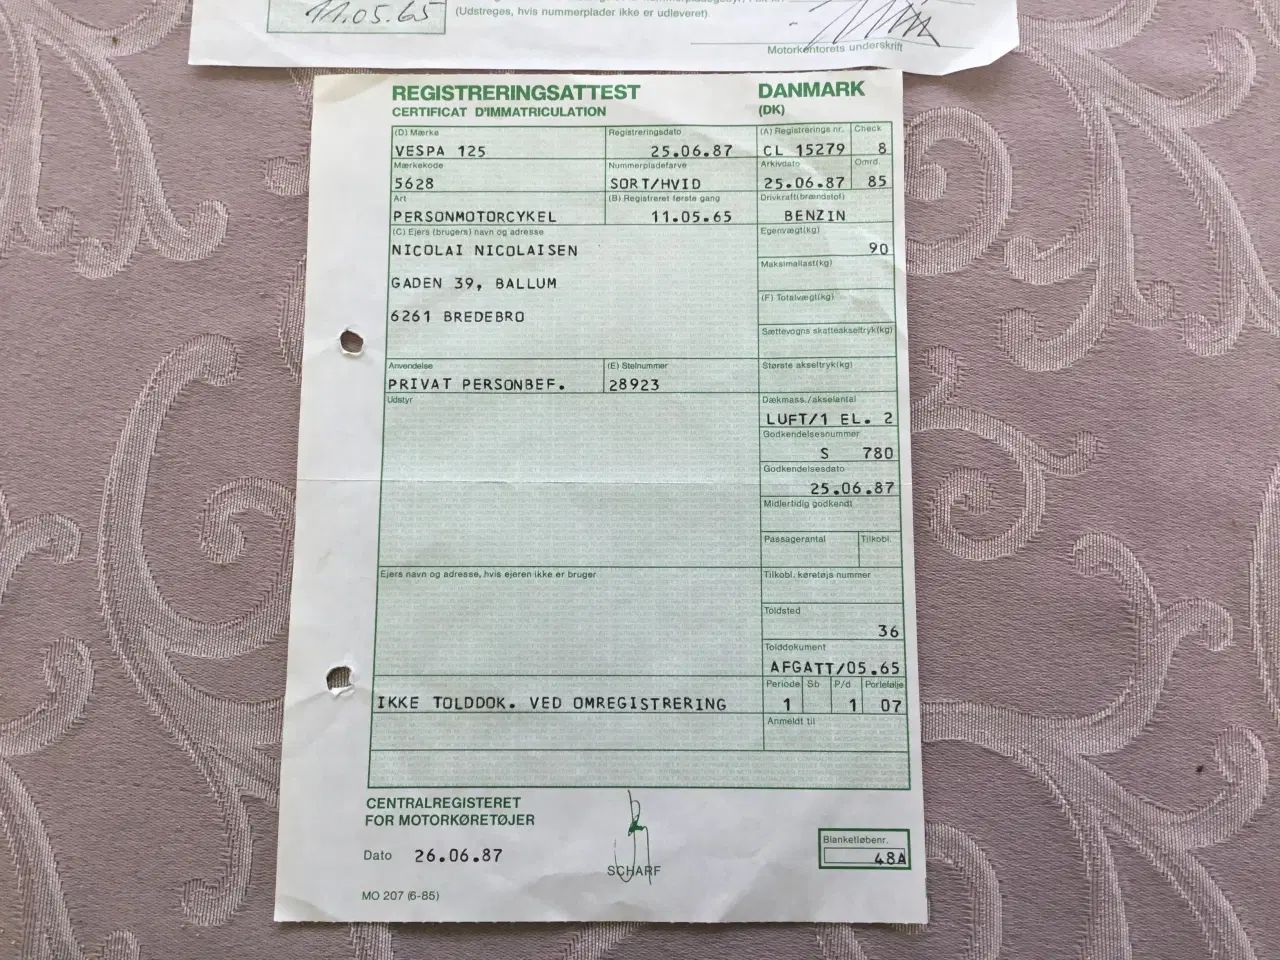 11.05.65
(Udstreges, hvis nummerplader ikke er udleveret).
Motorkontorets underskrift
REGISTRERINGSATTEST
CERTIFICAT D'IMMATRICULATION
DANMARK
(DK)
(D) Mærke Registreringsdato (A) Registrerings nr. Check
VESPA 125 25.06.87 CL 15279 8
Mærkekode Nummerpladefarve Arkivdato Omrd.
5628 SORT/HVID 25.06.87 85
Art (B) Registreret første gang Drivkraft(brændstof)
PERSONMOTORCYKEL 11.05.65 BENZIN
(C) Ejers (brugers) navn og adresse Egenvægt(kg)
NICOLAI NICOLAISEN 90
Maksimallast(kg)
GADEN 39, BALLUM
(F) Totalvægt(kg)
6261 BREDEBRO
Sættevogns skatteakseltryk(kg)
Anvendelse (E) Stelnummer Største akseltryk(kg)
PRIVAT PERSONBEF. 28923
Udstyr Dækmass./akselantal
LUFT/1 EL. 2
Godkendelsesnummer
S 780
Godkendelsesdato
25.06.87
Midlertidig godkendt
Passagerantal Tilkobl.
Ejers navn og adresse, hvis ejeren ikke er bruger Tilkobl. køretøjs nummer
Toldsted
36
Tolddokument
AFGATT/05.65
Periode Sb P/d Portefølje
IKKE TOLDDOK. VED OMREGISTRERING 1 1 07
Anmeldt til
CENTRALREGISTERET
FOR MOTORKØRETØJER
Dato 26.06.87
SCHARF
Blanketløbenr.
48A
MO 207 (6-85)